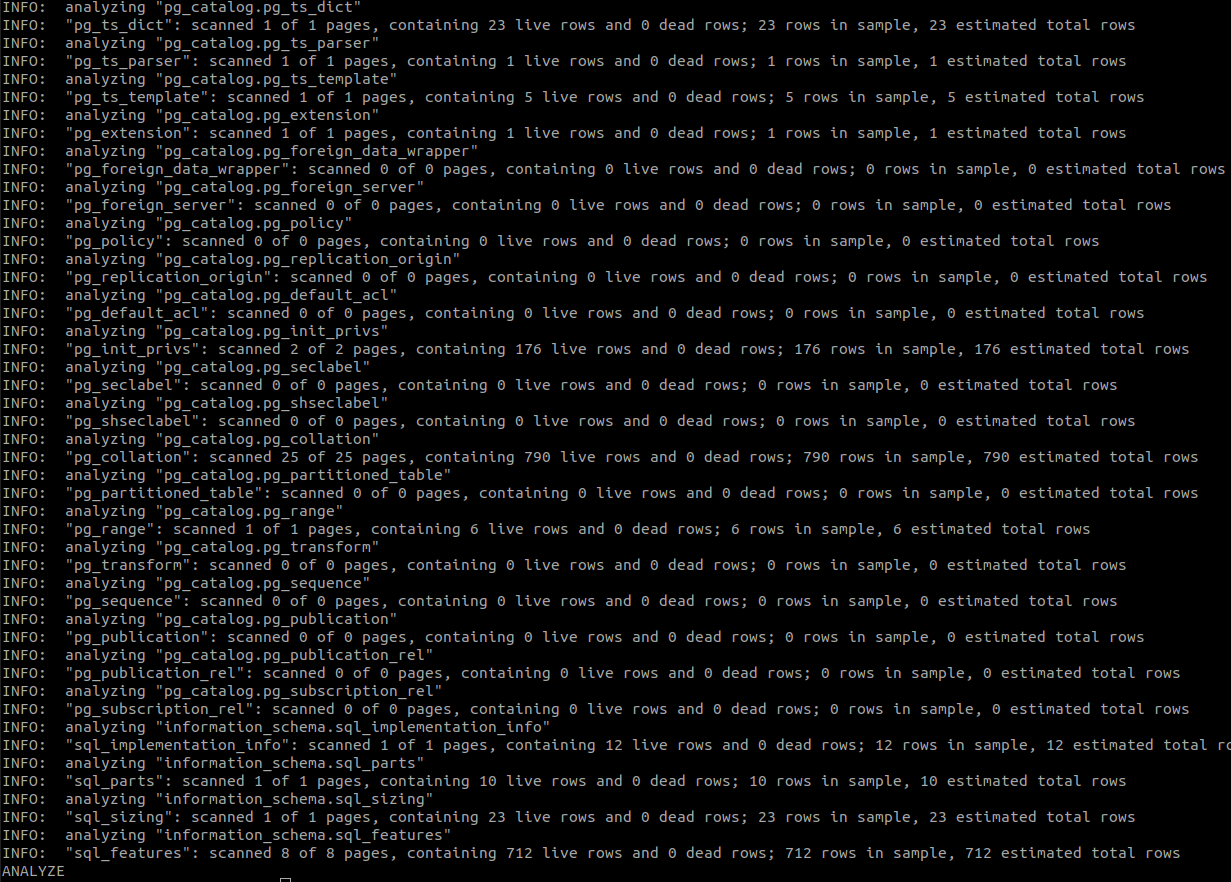 INFO:  analyzing "pg_catalog.pg_ts_dict"
INFO:  "pg_ts_dict": scanned 1 of 1 pages, containing 23 live rows and 0 dead rows; 23 rows in sample, 23 estimated total rows
INFO:  analyzing "pg_catalog.pg_ts_parser"
INFO:  "pg_ts_parser": scanned 1 of 1 pages, containing 1 live rows and 0 dead rows; 1 rows in sample, 1 estimated total rows
INFO:  analyzing "pg_catalog.pg_ts_template"
INFO:  "pg_ts_template": scanned 1 of 1 pages, containing 5 live rows and 0 dead rows; 5 rows in sample, 5 estimated total rows
INFO:  analyzing "pg_catalog.pg_extension"
INFO:  "pg_extension": scanned 1 of 1 pages, containing 1 live rows and 0 dead rows; 1 rows in sample, 1 estimated total rows
INFO:  analyzing "pg_catalog.pg_foreign_data_wrapper"
INFO:  "pg_foreign_data_wrapper": scanned 0 of 0 pages, containing 0 live rows and 0 dead rows; 0 rows in sample, 0 estimated total rows
INFO:  analyzing "pg_catalog.pg_foreign_server"
INFO:  "pg_foreign_server": scanned 0 of 0 pages, containing 0 live rows and 0 dead rows; 0 rows in sample, 0 estimated total rows
INFO:  analyzing "pg_catalog.pg_policy"
INFO:  "pg_policy": scanned 0 of 0 pages, containing 0 live rows and 0 dead rows; 0 rows in sample, 0 estimated total rows
INFO:  analyzing "pg_catalog.pg_replication_origin"
INFO:  "pg_replication_origin": scanned 0 of 0 pages, containing 0 live rows and 0 dead rows; 0 rows in sample, 0 estimated total rows
INFO:  analyzing "pg_catalog.pg_default_acl"
INFO:  "pg_default_acl": scanned 0 of 0 pages, containing 0 live rows and 0 dead rows; 0 rows in sample, 0 estimated total rows
INFO:  analyzing "pg_catalog.pg_init_privs"
INFO:  "pg_init_privs": scanned 2 of 2 pages, containing 176 live rows and 0 dead rows; 176 rows in sample, 176 estimated total rows
INFO:  analyzing "pg_catalog.pg_seclabel"
INFO:  "pg_seclabel": scanned 0 of 0 pages, containing 0 live rows and 0 dead rows; 0 rows in sample, 0 estimated total rows
INFO:  analyzing "pg_catalog.pg_shseclabel"
INFO:  "pg_shseclabel": scanned 0 of 0 pages, containing 0 live rows and 0 dead rows; 0 rows in sample, 0 estimated total rows
INFO:  analyzing "pg_catalog.pg_collation"
INFO:  "pg_collation": scanned 25 of 25 pages, containing 790 live rows and 0 dead rows; 790 rows in sample, 790 estimated total rows
INFO:  analyzing "pg_catalog.pg_partitioned_table"
INFO:  "pg_partitioned_table": scanned 0 of 0 pages, containing 0 live rows and 0 dead rows; 0 rows in sample, 0 estimated total rows
INFO:  analyzing "pg_catalog.pg_range"
INFO:  "pg_range": scanned 1 of 1 pages, containing 6 live rows and 0 dead rows; 6 rows in sample, 6 estimated total rows
INFO:  analyzing "pg_catalog.pg_transform"
INFO:  "pg_transform": scanned 0 of 0 pages, containing 0 live rows and 0 dead rows; 0 rows in sample, 0 estimated total rows
INFO:  analyzing "pg_catalog.pg_sequence"
INFO:  "pg_sequence": scanned 0 of 0 pages, containing 0 live rows and 0 dead rows; 0 rows in sample, 0 estimated total rows
INFO:  analyzing "pg_catalog.pg_publication"
INFO:  "pg_publication": scanned 0 of 0 pages, containing 0 live rows and 0 dead rows; 0 rows in sample, 0 estimated total rows
INFO:  analyzing "pg_catalog.pg_publication_rel"
INFO:  "pg_publication_rel": scanned 0 of 0 pages, containing 0 live rows and 0 dead rows; 0 rows in sample, 0 estimated total rows
INFO:  analyzing "pg_catalog.pg_subscription_rel"
INFO:  "pg_subscription_rel": scanned 0 of 0 pages, containing 0 live rows and 0 dead rows; 0 rows in sample, 0 estimated total rows
INFO:  analyzing "information_schema.sql_implementation_info"
INFO:  "sql_implementation_info": scanned 1 of 1 pages, containing 12 live rows and 0 dead rows; 12 rows in sample, 12 estimated total
INFO:  analyzing "information_schema.sql_parts"
INFO:  "sql_parts": scanned 1 of 1 pages, containing 10 live rows and 0 dead rows; 10 rows in sample, 10 estimated total rows
INFO:  analyzing "information_schema.sql_sizing"
INFO:  "sql_sizing": scanned 1 of 1 pages, containing 23 live rows and 0 dead rows; 23 rows in sample, 23 estimated total rows
INFO:  analyzing "information_schema.sql_features"
INFO:  "sql_features": scanned 8 of 8 pages, containing 712 live rows and 0 dead rows; 712 rows in sample, 712 estimated total rows
ANALYZE